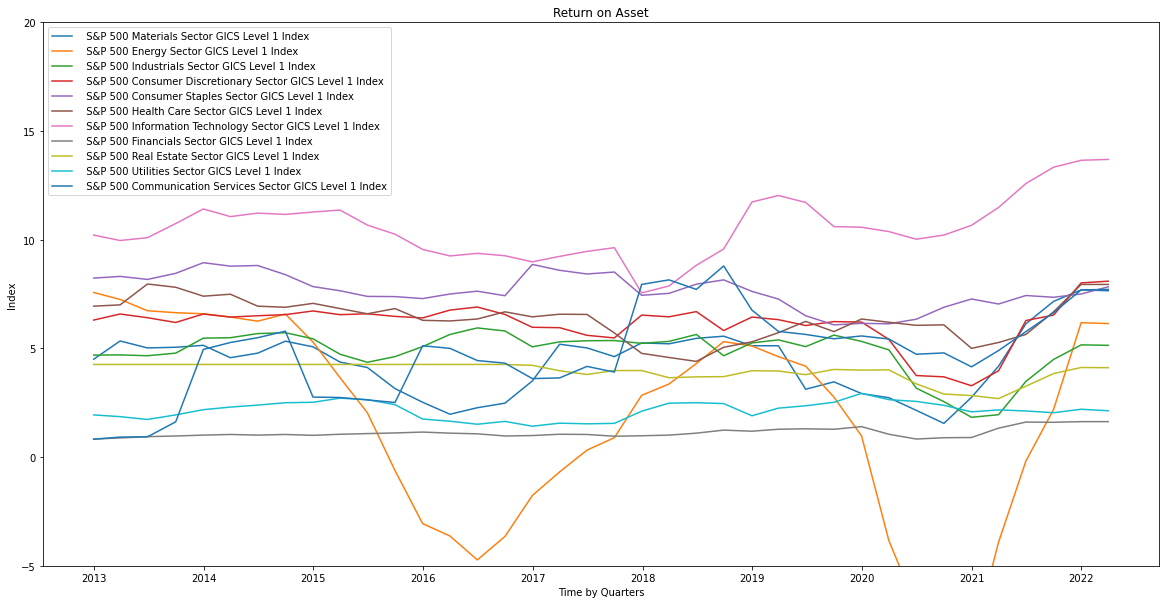 Return on Asset
20
15
10
5
0
−5
Index
S&P 500 Materials Sector GICS Level 1 Index
S&P 500 Energy Sector GICS Level 1 Index
S&P 500 Industrials Sector GICS Level 1 Index
S&P 500 Consumer Discretionary Sector GICS Level 1 Index
S&P 500 Consumer Staples Sector GICS Level 1 Index
S&P 500 Health Care Sector GICS Level 1 Index
S&P 500 Information Technology Sector GICS Level 1 Index
S&P 500 Financials Sector GICS Level 1 Index
S&P 500 Real Estate Sector GICS Level 1 Index
S&P 500 Utilities Sector GICS Level 1 Index
S&P 500 Communication Services Sector GICS Level 1 Index
2013 2014 2015 2016 2017 2018 2019 2020 2021 2022
Time by Quarters